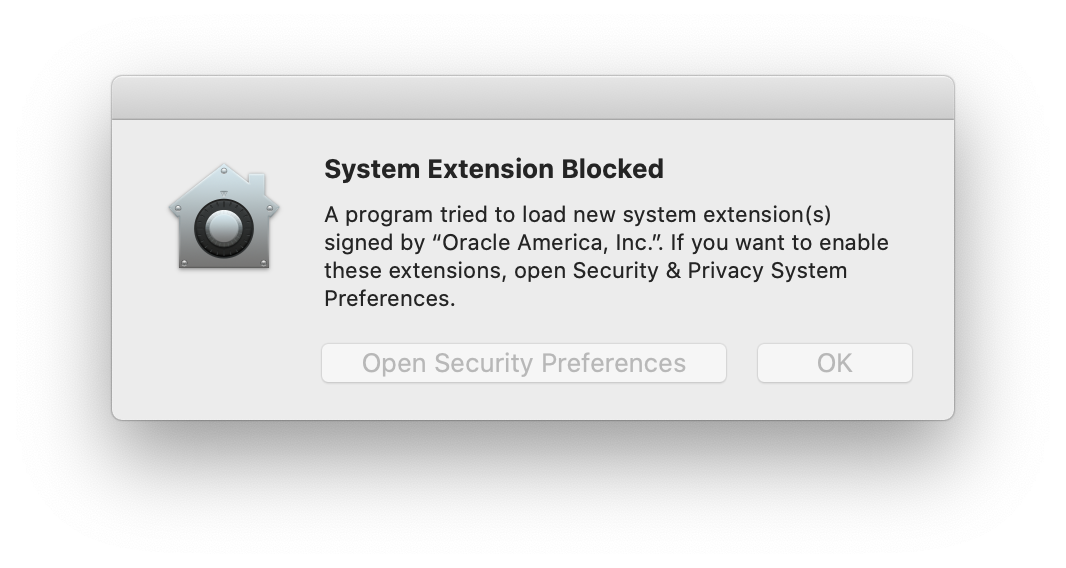 System Extension Blocked
A program tried to load new system extension(s)
signed by “Oracle America, Inc.”. If you want to enable
these extensions, open Security & Privacy System
Preferences.
Open Security Preferences
OK